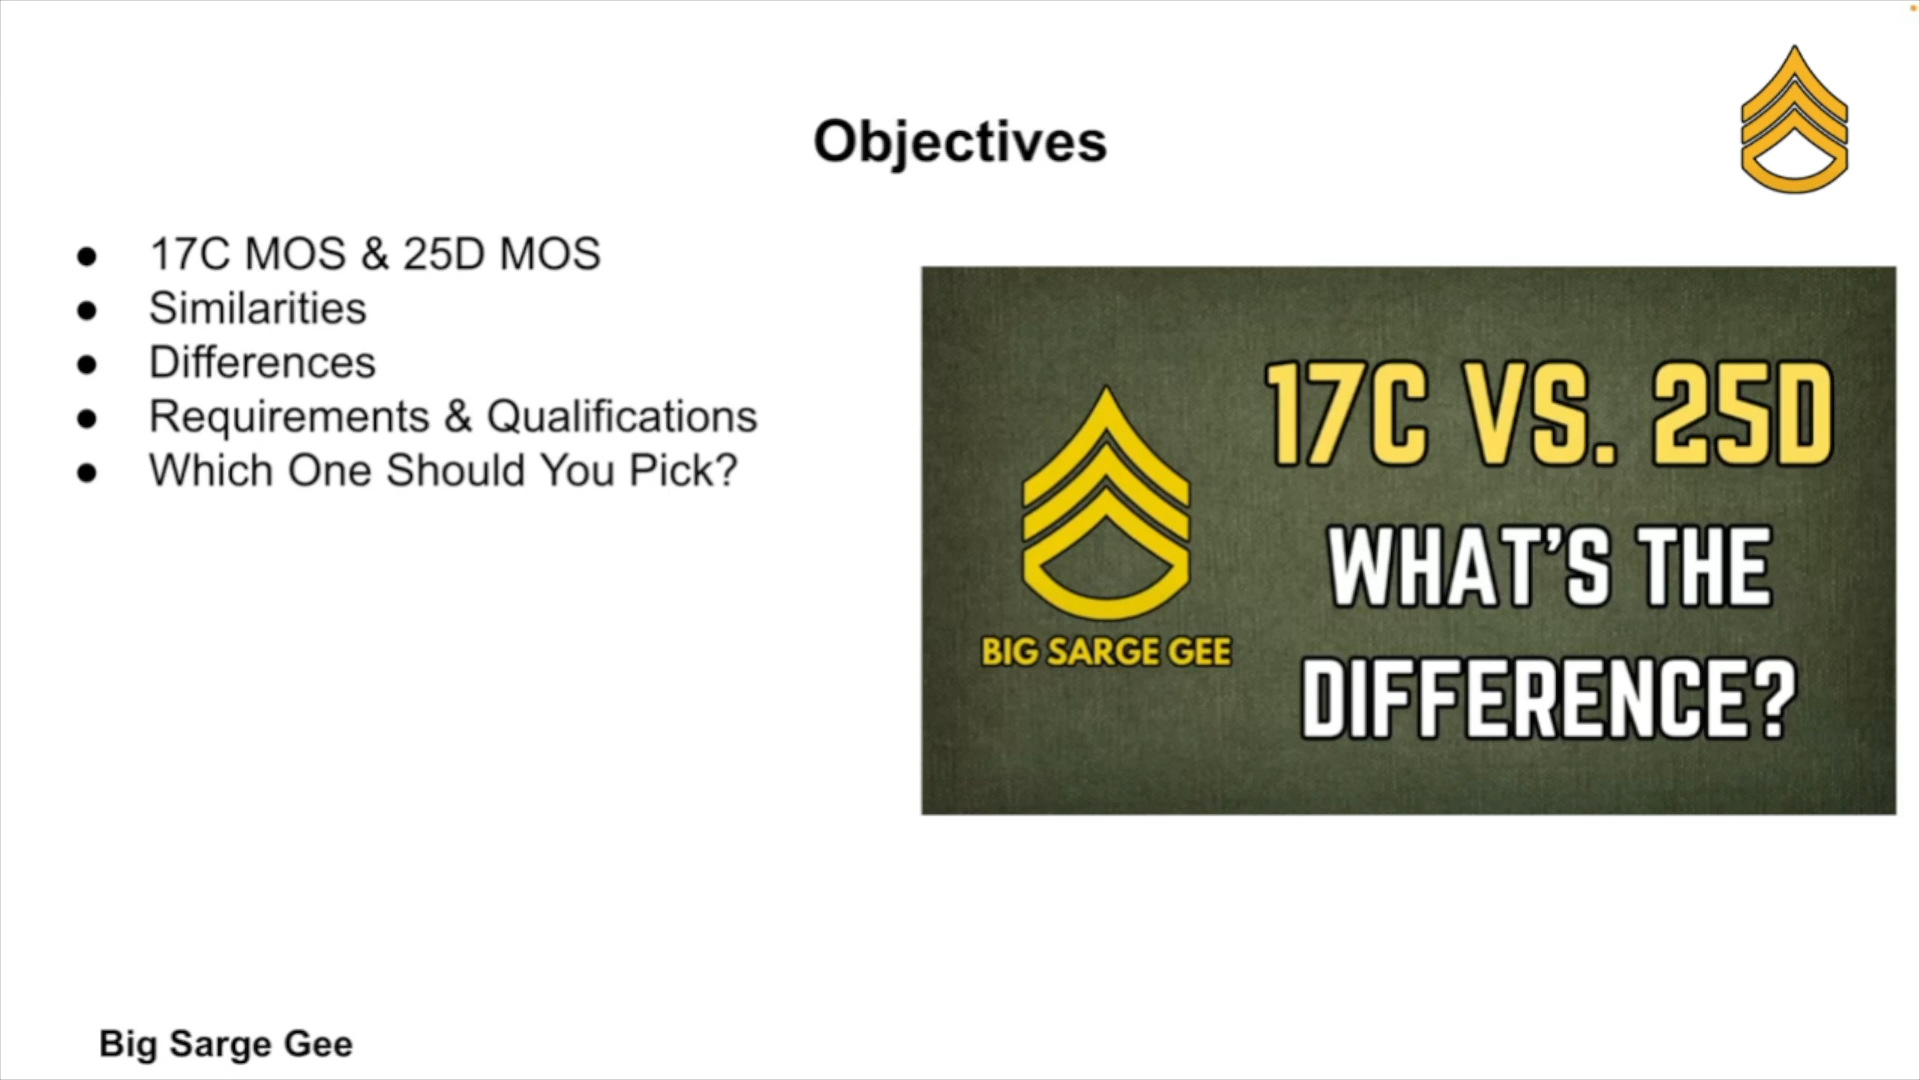 Objectives
● 17C MOS & 25D MOS
● Similarities
● Differences
● Requirements & Qualifications
● Which One Should You Pick?
17C VS. 25D
WHAT'S THE
DIFFERENCE?
BIG SARGE GEE
Big Sarge Gee